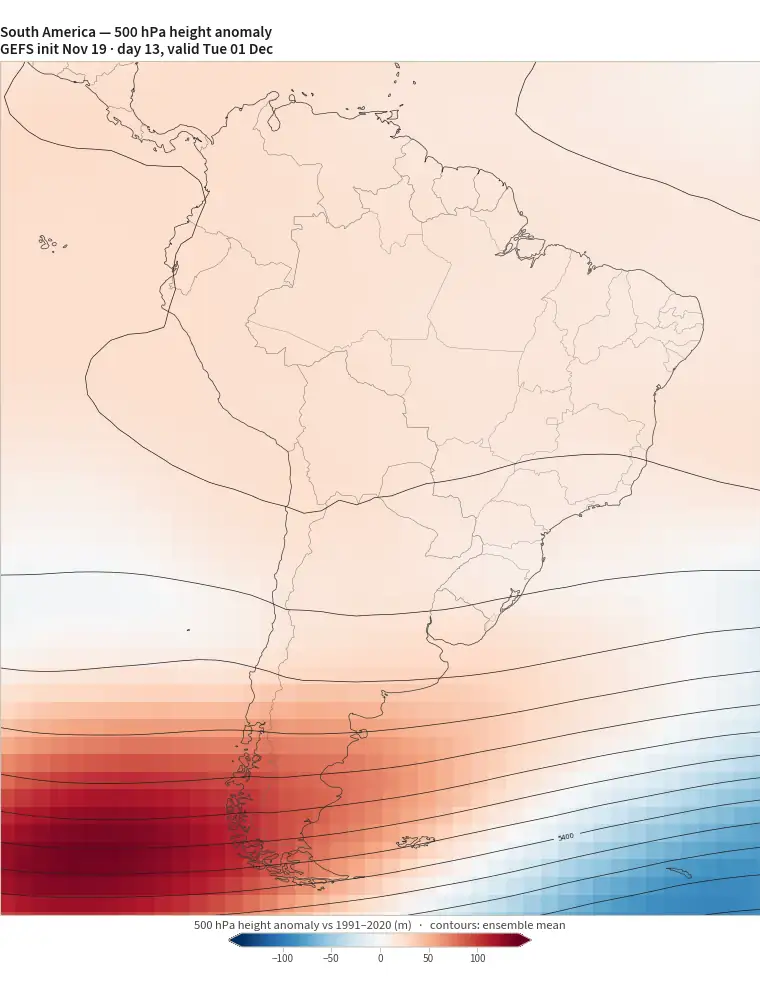 South America — 500 hPa height anomaly
GEFS init Nov 19 · day 13, valid Tue 01 Dec
5400
500 hPa height anomaly vs 1991–2020 (m) · contours: ensemble mean
−100 −50 0 50 100